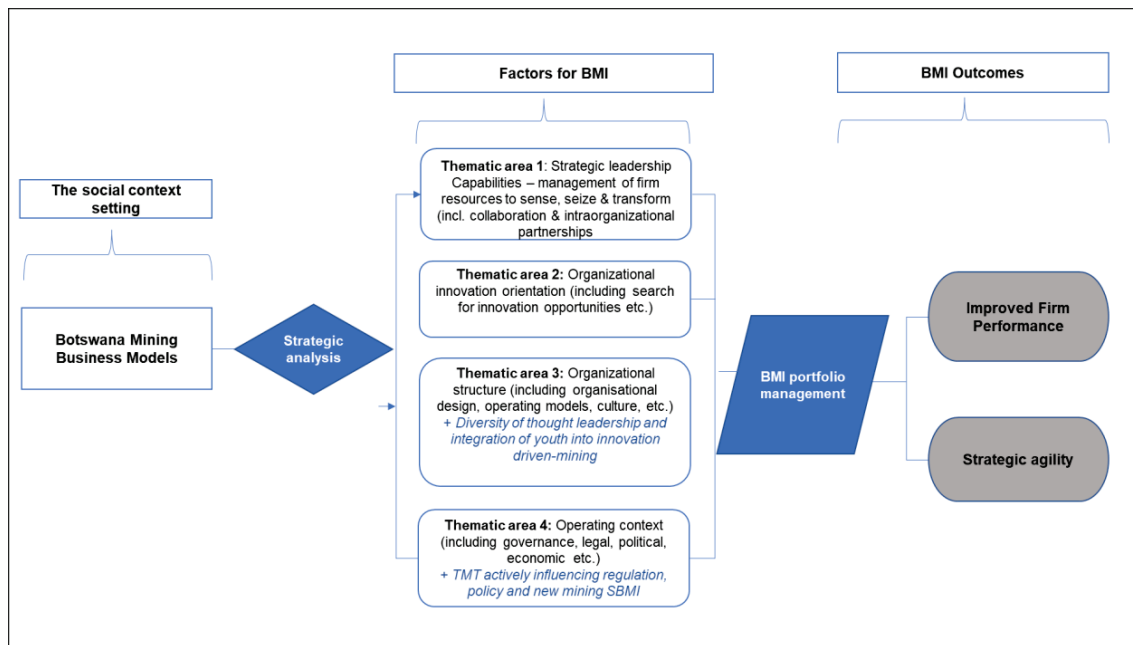 Factors for BMI
BMI Outcomes
The social context
setting
Botswana Mining
Business Models
Strategic
analysis
Thematic area 1: Strategic leadership
Capabilities – management of firm
resources to sense, seize & transform
(incl. collaboration & intraorganizational
partnerships
Thematic area 2: Organizational
innovation orientation (including search
for innovation opportunities etc.)
Thematic area 3: Organizational
structure (including organisational
design, operating models, culture, etc.)
+ Diversity of thought leadership and
integration of youth into innovation
driven-mining
Thematic area 4: Operating context
(including governance, legal, political,
economic etc.)
+ TMT actively influencing regulation,
policy and new mining SBMI
BMI portfolio
management
Improved Firm
Performance
Strategic agility